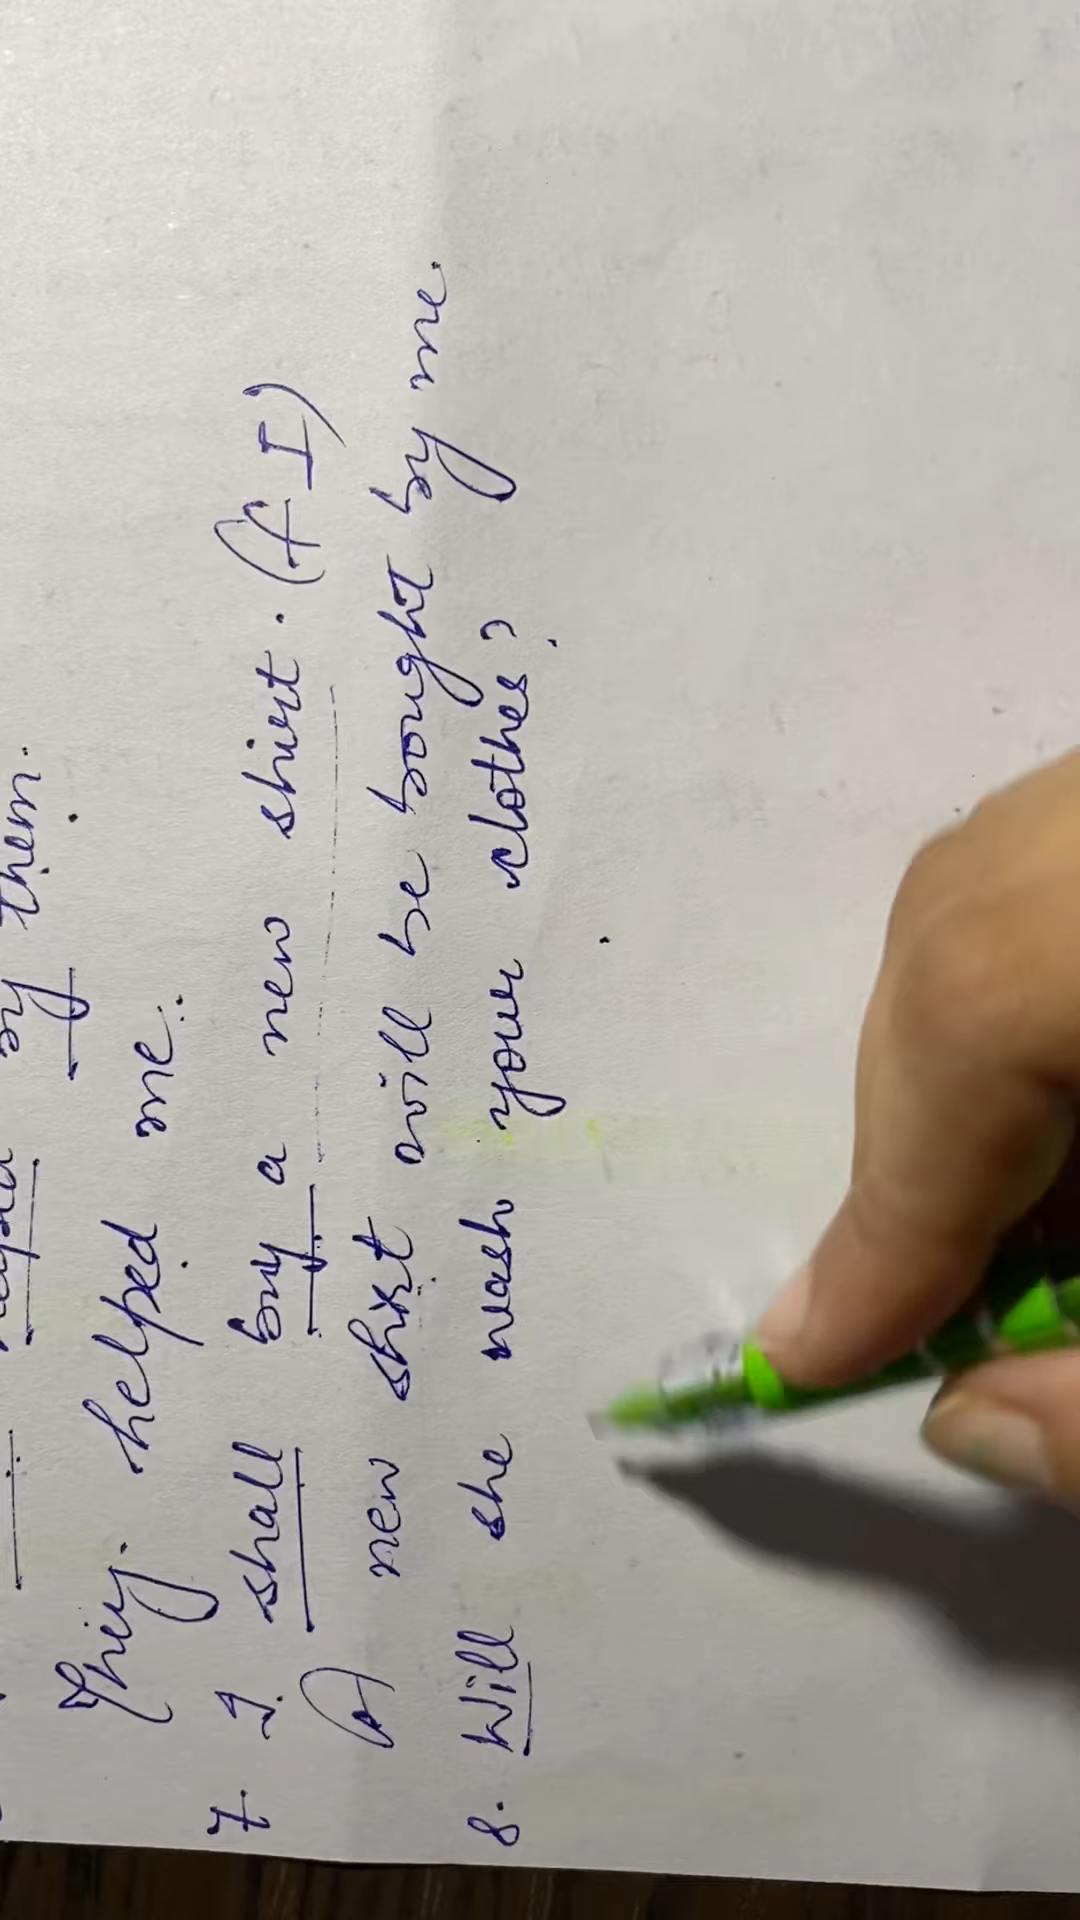 by them.
They helped me.
7. I shall buy a new shirt. (f I)
A new shirt will be bought by me.
8. Will she wash your clothes?